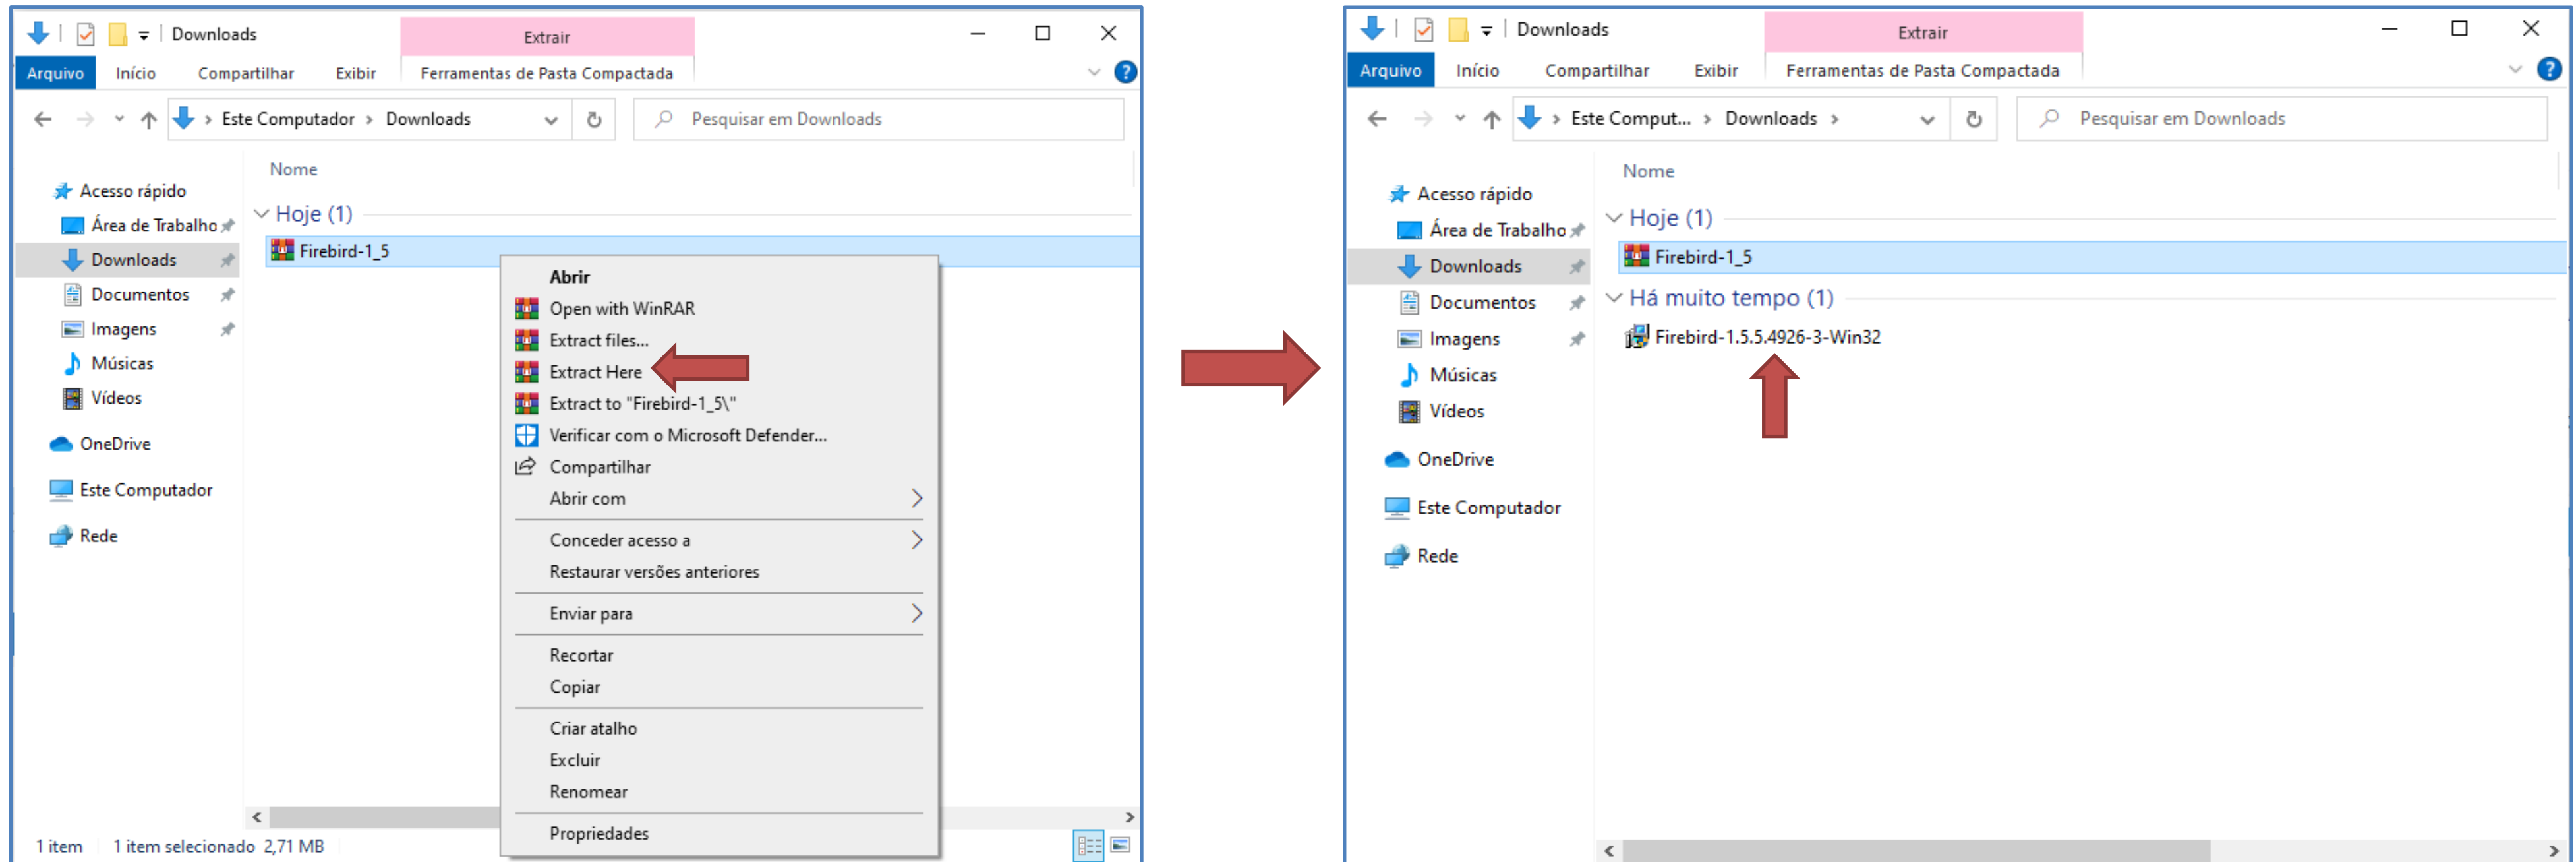 Downloads
Extrair
Arquivo Início Compartilhar Exibir Ferramentas de Pasta Compactada
Este Computador Downloads Pesquisar em Downloads
Nome
Acesso rápido
Área de Trabalho
Downloads
Documentos
Imagens
Músicas
Vídeos
OneDrive
Este Computador
Rede
Hoje (1)
Firebird-1_5
Abrir
Open with WinRAR
Extract files...
Extract Here
Extract to "Firebird-1_5\"
Verificar com o Microsoft Defender...
Compartilhar
Abrir com
Conceder acesso a
Restaurar versões anteriores
Enviar para
Recortar
Copiar
Criar atalho
Excluir
Renomear
Propriedades
1 item 1 item selecionado 2,71 MB
Downloads
Extrair
Arquivo Início Compartilhar Exibir Ferramentas de Pasta Compactada
Este Comput... Downloads Pesquisar em Downloads
Nome
Acesso rápido
Área de Trabalho
Downloads
Documentos
Imagens
Músicas
Vídeos
OneDrive
Este Computador
Rede
Hoje (1)
Firebird-1_5
Há muito tempo (1)
Firebird-1.5.5.4926-3-Win32